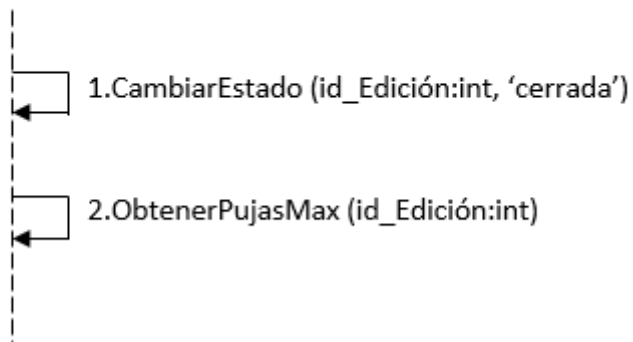 1.CambiarEstado (id_Edición:int, ‘cerrada’)
2.ObtenerPujasMax (id_Edición:int)